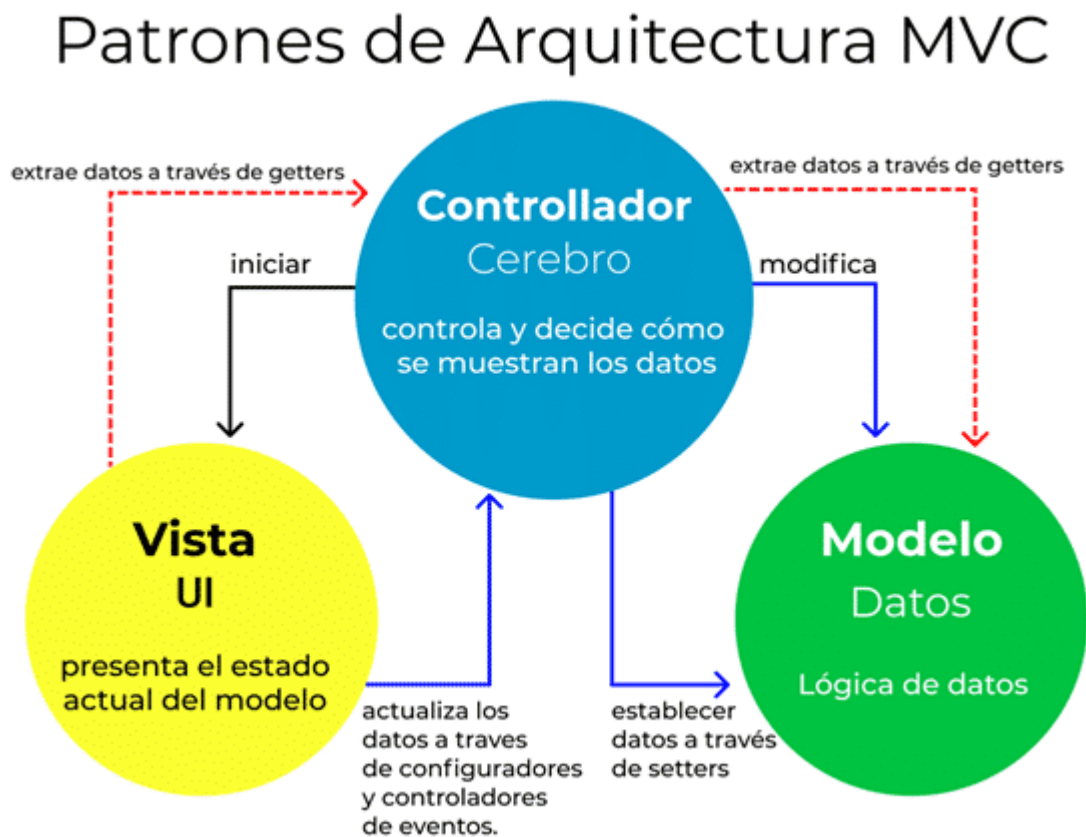 Patrones de Arquitectura MVC
extrae datos a través de getters
extrae datos a través de getters
Controllador
Cerebro
controla y decide cómo
se muestran los datos
iniciar
modifica
Vista
UI
presenta el estado
actual del modelo
Modelo
Datos
Lógica de datos
actualiza los
datos a traves
de configuradores
y controladores
de eventos.
establecer
datos a través
de setters